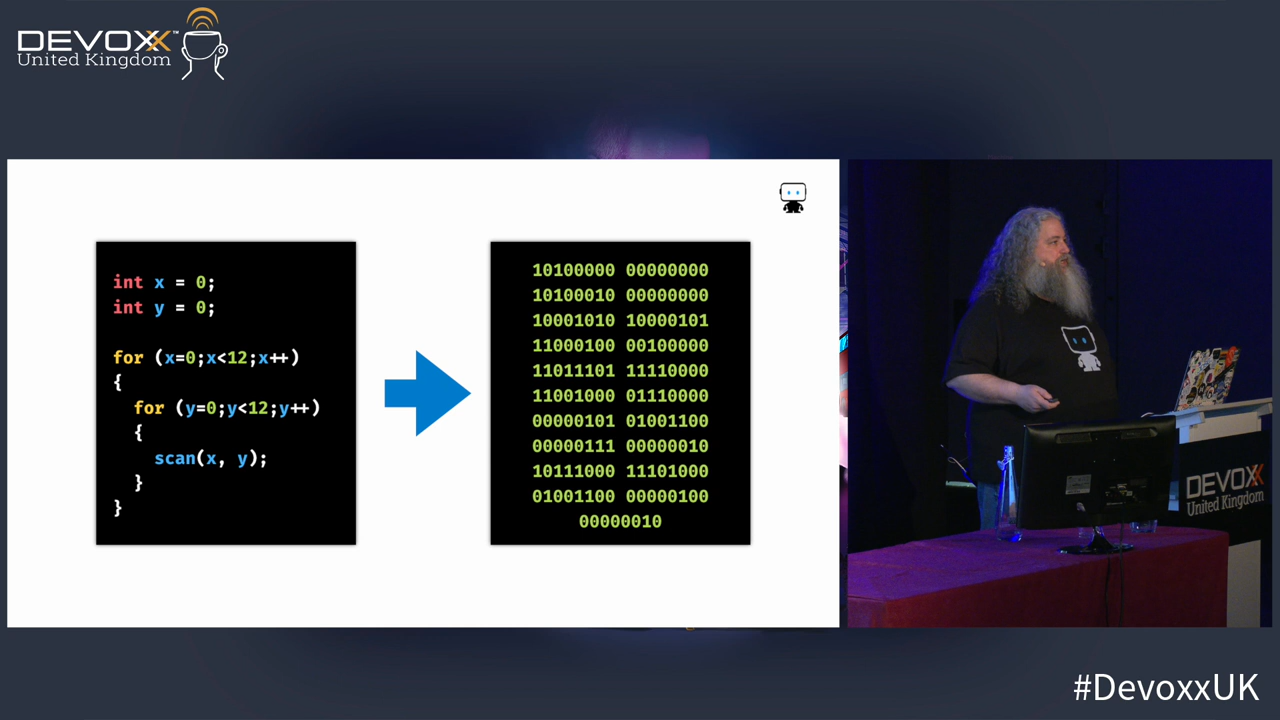 DEVOXX™
United Kingdom
int x = 0;
int y = 0;
for (x=0;x<12;x++)
{
for (y=0;y<12;y++)
{
scan(x, y);
}
}
10100000 00000000
10100010 00000000
10001010 10000101
11000100 00100000
11011101 11110000
11001000 01110000
00000101 01001100
00000111 00000010
10111000 11101000
01001100 00000100
00000010
DEVOXX
United Kingdom
#DevoxxUK